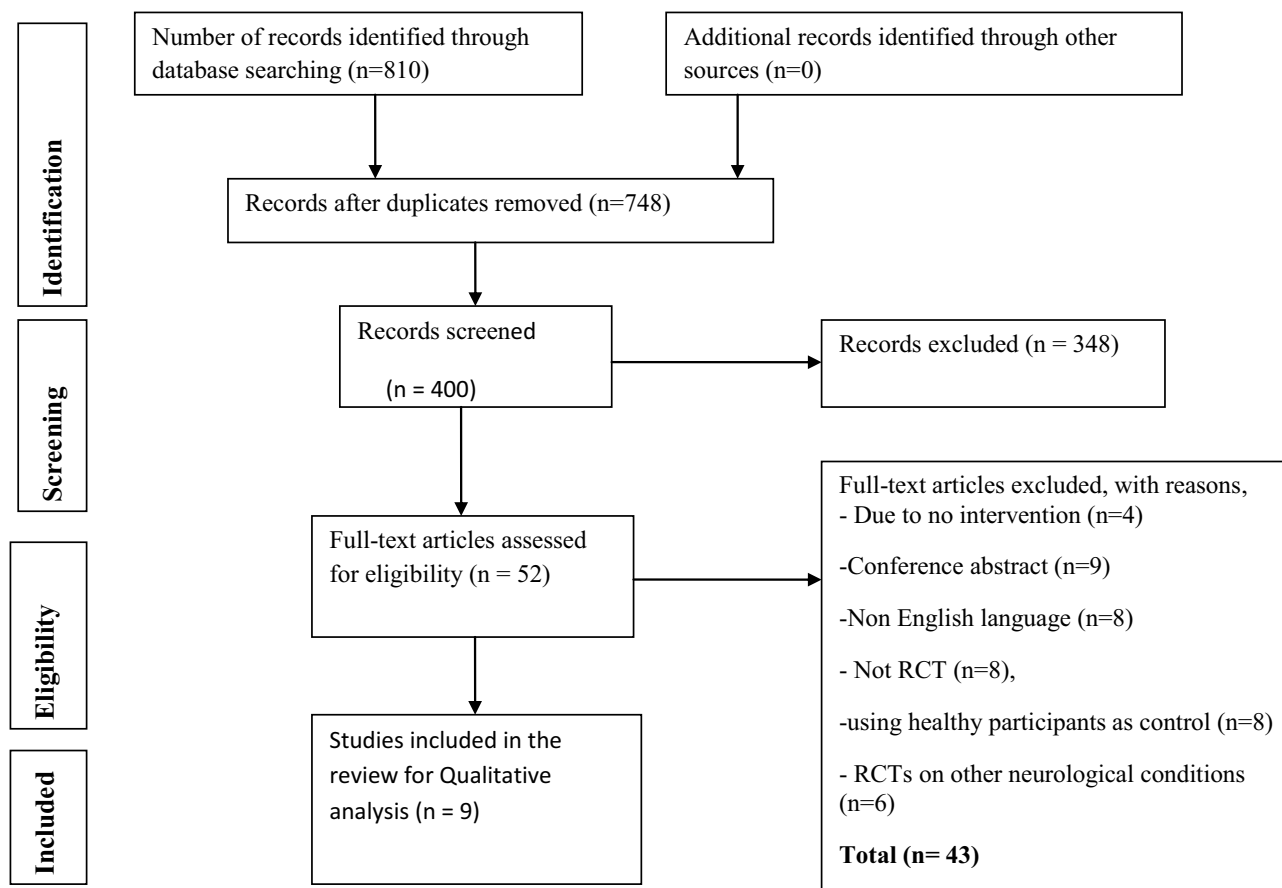 Identification
Number of records identified through
database searching (n=810)
Additional records identified through other
sources (n=0)
Records after duplicates removed (n=748)
Screening
Records screened
(n = 400)
Records excluded (n = 348)
Eligibility
Full-text articles assessed
for eligibility (n = 52)
Full-text articles excluded, with reasons,
- Due to no intervention (n=4)
-Conference abstract (n=9)
-Non English language (n=8)
- Not RCT (n=8),
-using healthy participants as control (n=8)
- RCTs on other neurological conditions
(n=6)
Total (n= 43)
Included
Studies included in the
review for Qualitative
analysis (n = 9)